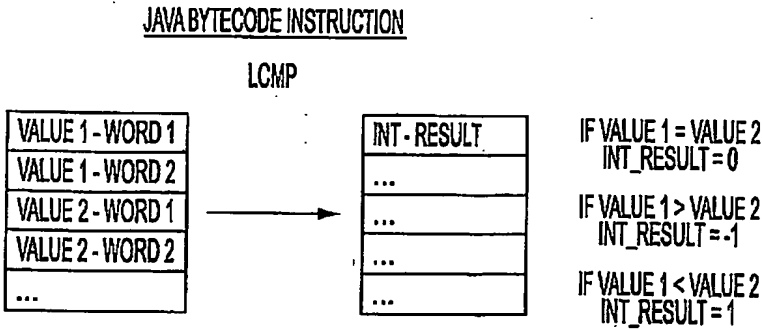 JAVA BYTECODE INSTRUCTION
LCMP
VALUE 1 - WORD 1
VALUE 1 - WORD 2
VALUE 2 - WORD 1
VALUE 2 - WORD 2
...
INT - RESULT
...
...
...
...
IF VALUE 1 = VALUE 2
INT_RESULT = 0
IF VALUE 1 > VALUE 2
INT_RESULT = -1
IF VALUE 1 < VALUE 2
INT_RESULT = 1